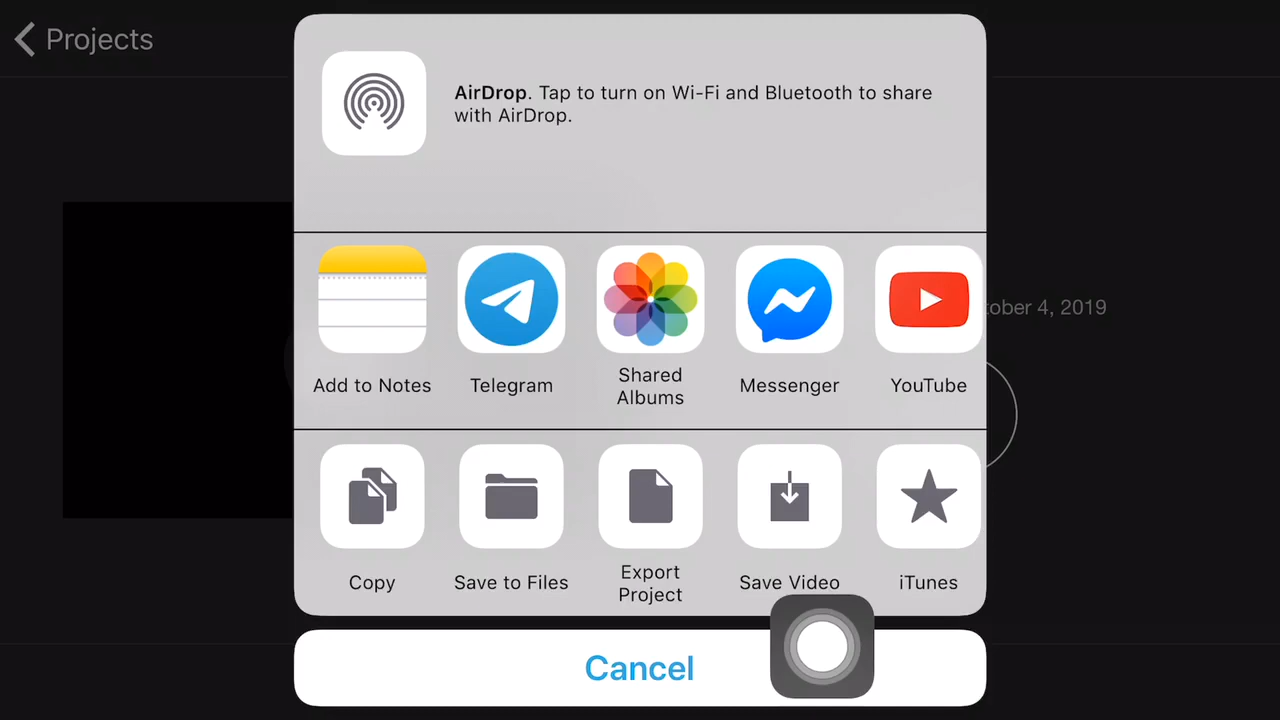 Projects
AirDrop. Tap to turn on Wi-Fi and Bluetooth to share
with AirDrop.
Add to Notes
Telegram
Shared
Albums
Messenger
YouTube
4, 2019
Copy
Save to Files
Export
Project
Save Video
iTunes
Cancel